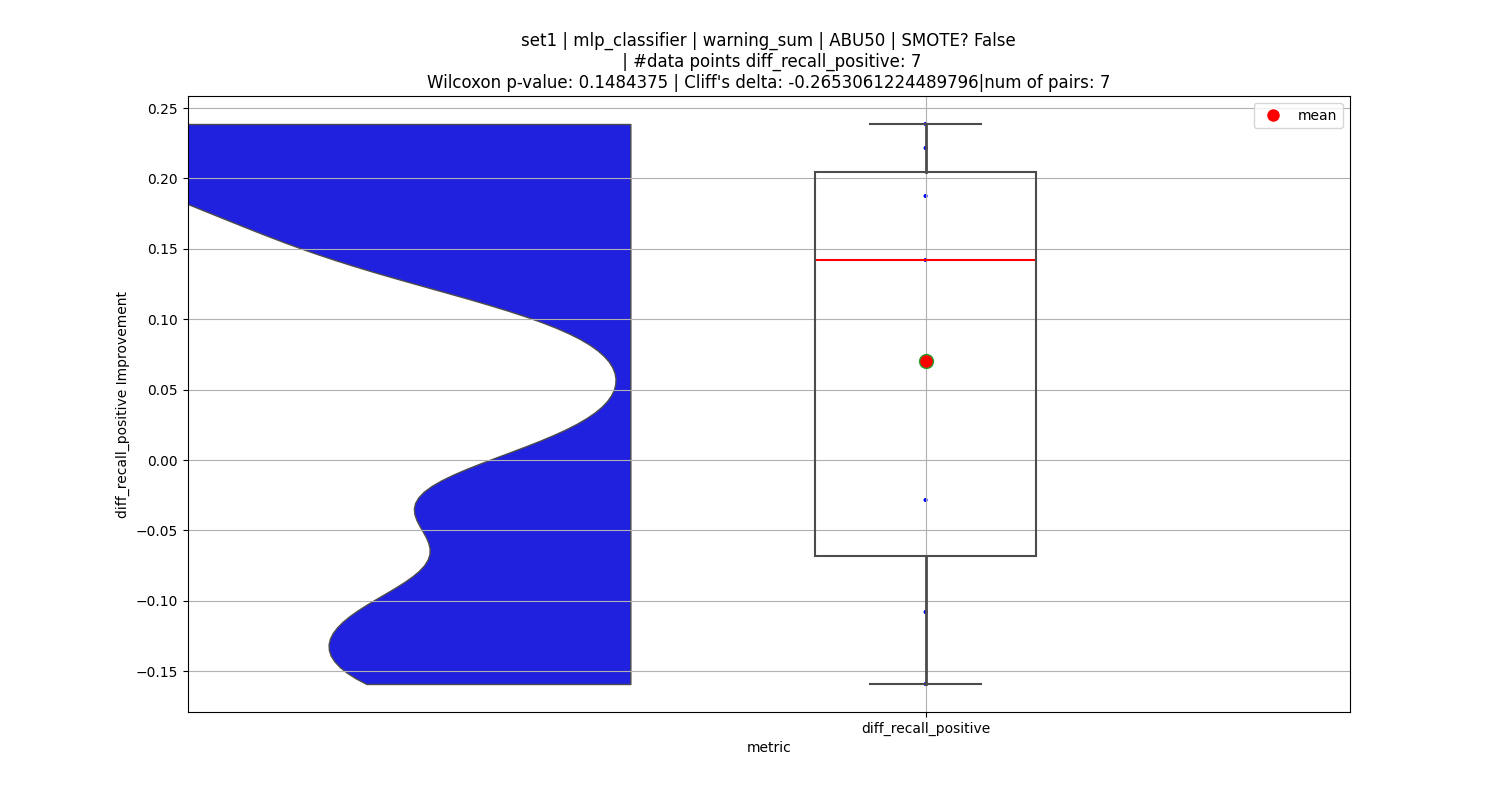 set1 | mlp_classifier | warning_sum | ABU50 | SMOTE? False
| #data points diff_recall_positive: 7
Wilcoxon p-value: 0.1484375 | Cliff's delta: -0.2653061224489796|num of pairs: 7
mean
0.25
0.20
0.15
0.10
0.05
0.00
−0.05
−0.10
−0.15
diff_recall_positive Improvement
diff_recall_positive
metric